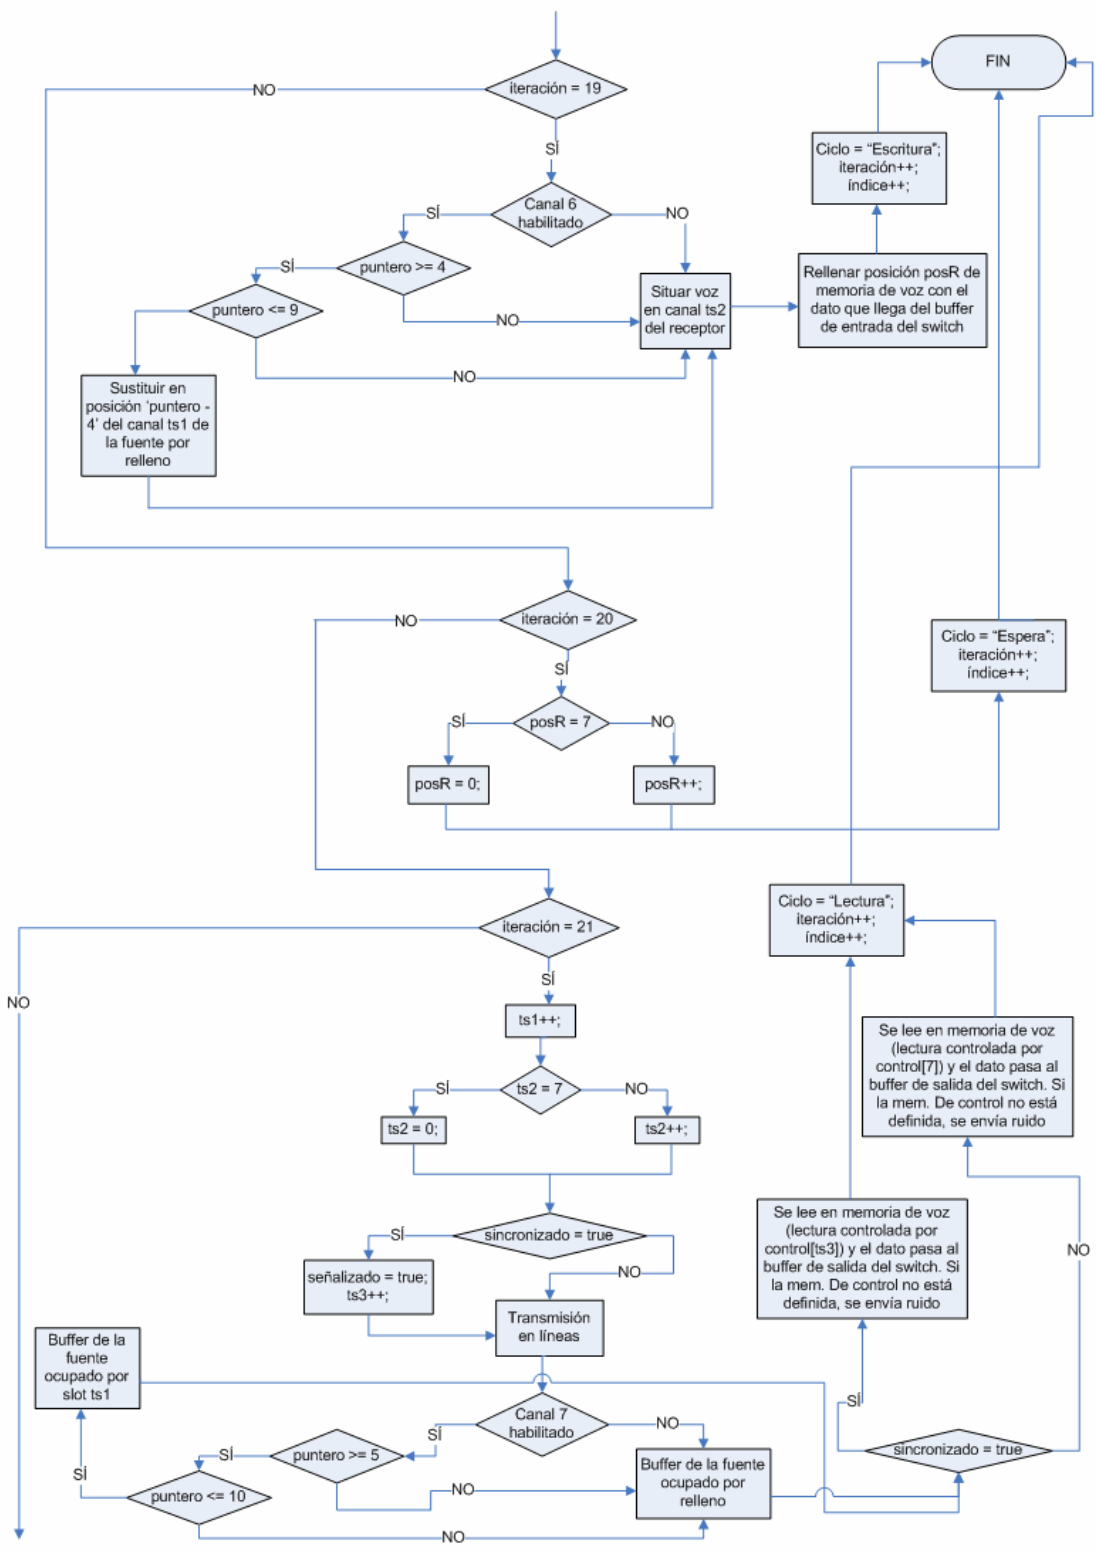 FIN
iteración = 19
NO
SÍ
Ciclo = “Escritura”;
iteración++;
índice++;
Canal 6
habilitado
SÍ
NO
puntero >= 4
SÍ
NO
puntero <= 9
NO
Situar voz
en canal ts2
del receptor
Rellenar posición posR de
memoria de voz con el
dato que llega del buffer
de entrada del switch
Sustituir en
posición ‘puntero -
4’ del canal ts1 de
la fuente por
relleno
iteración = 20
NO
SÍ
Ciclo = “Espera”;
iteración++;
índice++;
posR = 7
SÍ
NO
posR = 0;
posR++;
iteración = 21
NO
SÍ
Ciclo = “Lectura”;
iteración++;
índice++;
ts1++;
ts2 = 7
SÍ
NO
ts2 = 0;
ts2++;
Se lee en memoria de voz
(lectura controlada por
control[7]) y el dato pasa al
buffer de salida del switch. Si
la mem. De control no está
definida, se envía ruido
sincronizado = true
SÍ
NO
señalizado = true;
ts3++;
Se lee en memoria de voz
(lectura controlada por
control[ts3]) y el dato pasa al
buffer de salida del switch. Si
la mem. De control no está
definida, se envía ruido
Transmisión
en líneas
Buffer de la
fuente
ocupado por
slot ts1
Canal 7
habilitado
SÍ
NO
puntero >= 5
SÍ
NO
puntero <= 10
SÍ
NO
Buffer de la fuente
ocupado por
relleno
sincronizado = true
SÍ
NO